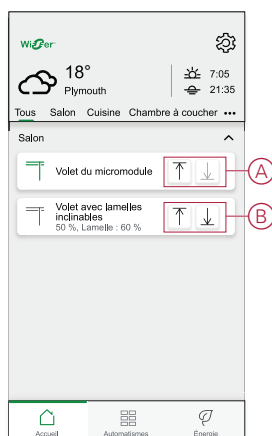 Wiser
18°
Plymouth
7:05
21:35
Tous Salon Cuisine Chambre à coucher •••
Salon
Volet du micromodule
A
Volet avec lamelles
inclinables
50 %, Lamelle : 60 %
B
Accueil Automatismes Énergie